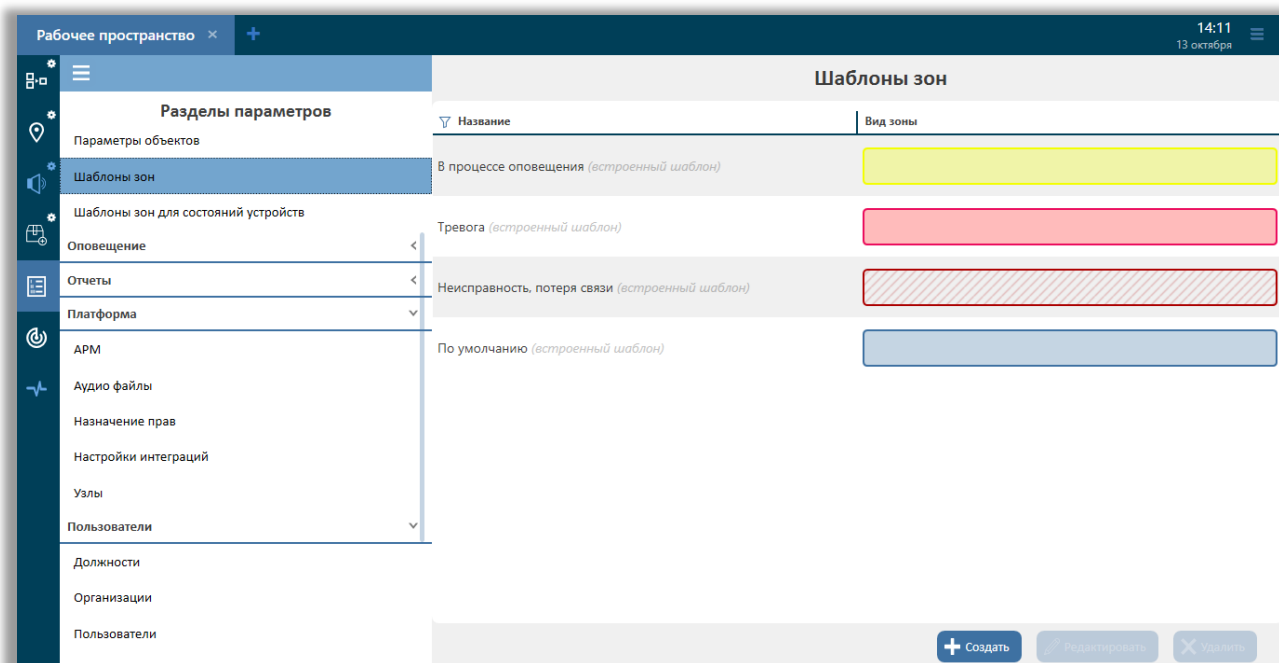 Рабочее пространство ×
14:11
13 октября
Разделы параметров
Параметры объектов
Шаблоны зон
Шаблоны зон для состояний устройств
Оповещение
Отчеты
Платформа
АРМ
Аудио файлы
Назначение прав
Настройки интеграций
Узлы
Пользователи
Должности
Организации
Пользователи
Шаблоны зон
Название Вид зоны
В процессе оповещения (встроенный шаблон)
Тревога (встроенный шаблон)
Неисправность, потеря связи (встроенный шаблон)
По умолчанию (встроенный шаблон)
Создать Редактировать Удалить